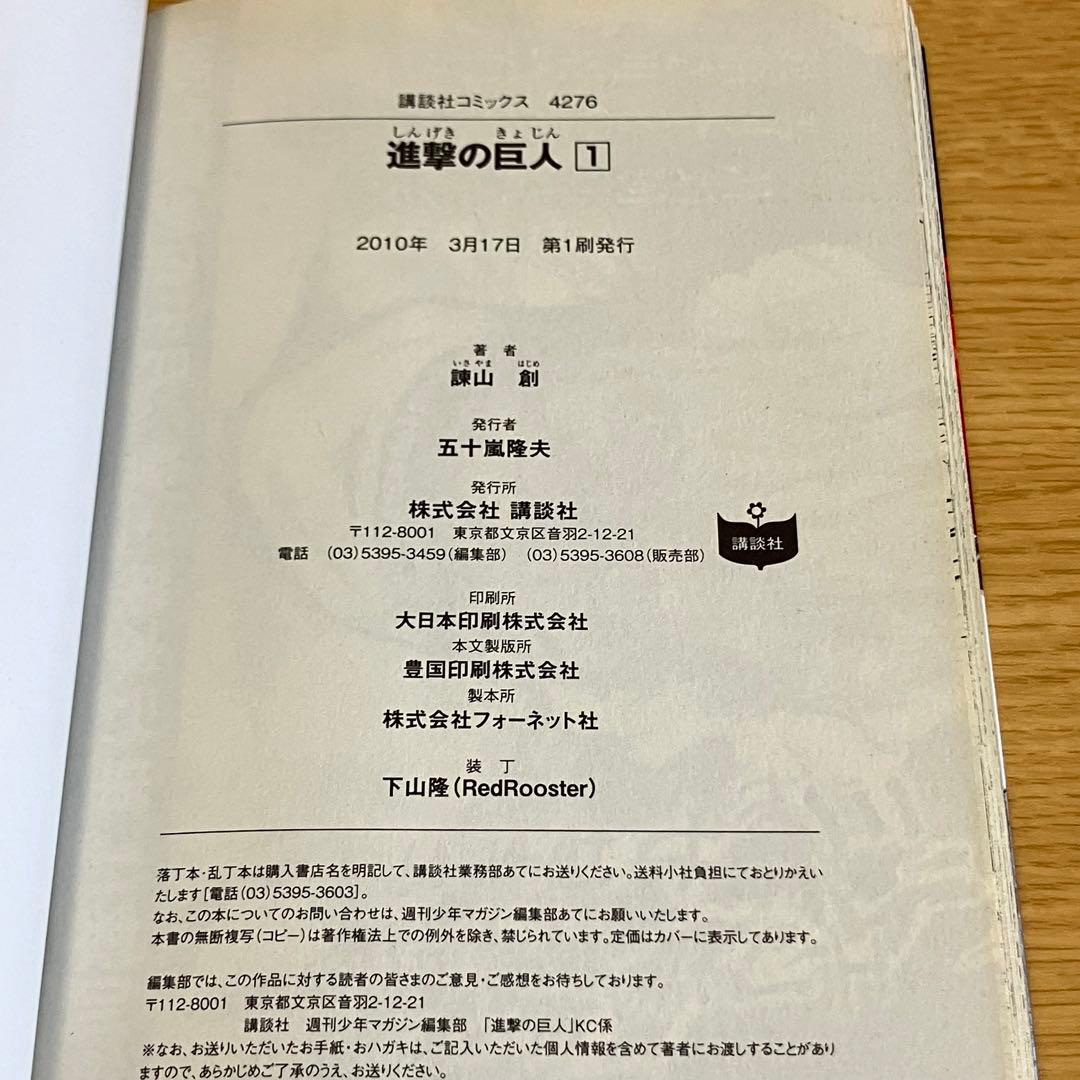 講談社コミックス 4276
しんげき きょじん
進撃の巨人 1
2010年 3月17日 第1刷発行
著者
いさやま はじめ
諫山 創
発行者
五十嵐隆夫
発行所
株式会社 講談社
〒112-8001 東京都文京区音羽2-12-21
電話 (03)5395-3459(編集部) (03)5395-3608(販売部)
講談社
印刷所
大日本印刷株式会社
本文製版所
豊国印刷株式会社
製本所
株式会社フォーネット社
装丁
下山隆(RedRooster)
落丁本・乱丁本は購入書店名を明記して、講談社業務部あてにお送りください。送料小社負担にておとりかえい
たします[電話(03)5395-3603]。
なお、この本についてのお問い合わせは、週刊少年マガジン編集部あてにお願いいたします。
本書の無断複写(コピー)は著作権法上での例外を除き、禁じられています。定価はカバーに表示してあります。
編集部では、この作品に対する読者の皆さまのご意見・ご感想をお待ちしております。
〒112-8001 東京都文京区音羽2-12-21
講談社 週刊少年マガジン編集部 「進撃の巨人」KC係
※なお、お送りいただいたお手紙・おハガキは、ご記入いただいた個人情報を含めて著者にお渡しすることがあり
ますので、あらかじめご了承のうえ、お送りください。